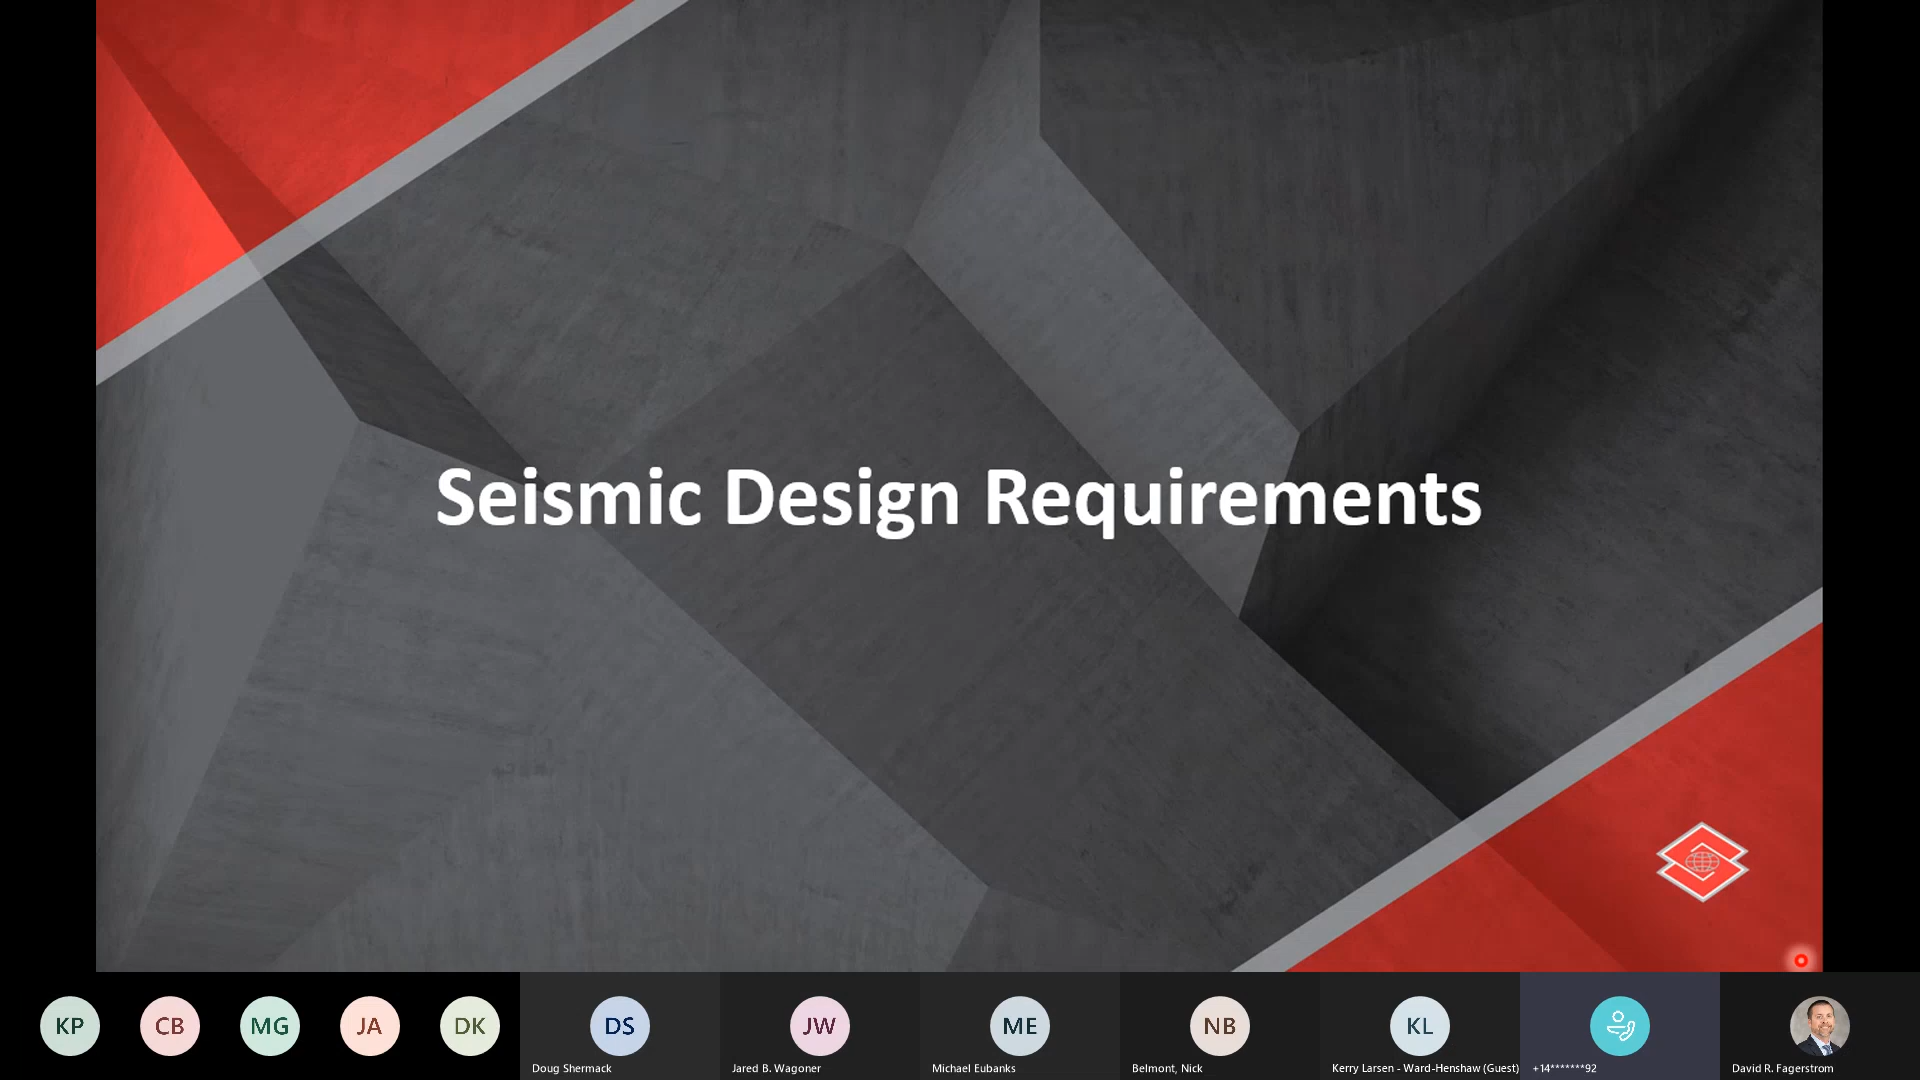 Seismic Design Requirements
KP
CB
MG
JA
DK
DS
JW
ME
NB
KL
Doug Shermack
Jared B. Wagoner
Michael Eubanks
Belmont, Nick
Kerry Larsen - Ward-Henshaw (Guest)
+14*******92
David R. Fagerstrom